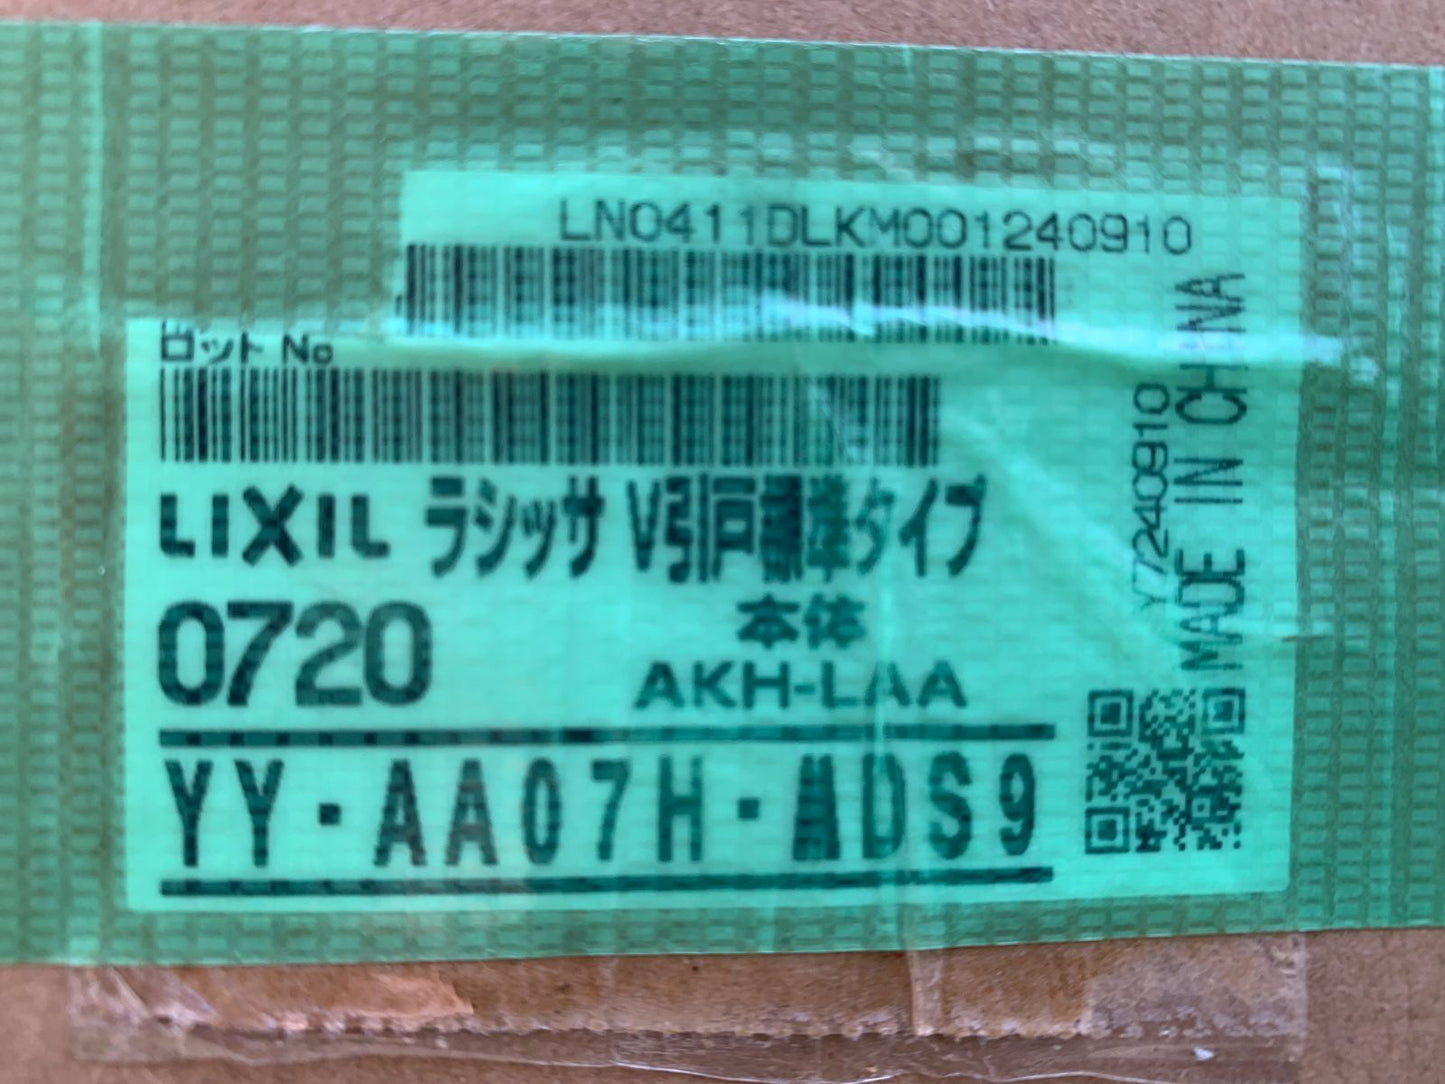 LN0411DLKM001240910
ロット No
LIXIL ラシッサ V引戸標準タイプ
0720
本体
AKH-LAA
YY・AA07H・MDS9
Y7240910
MADE IN CHINA